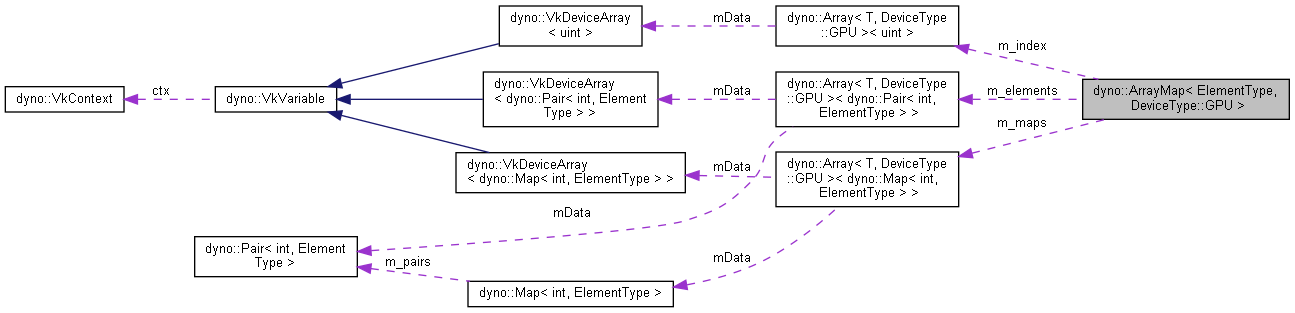 dyno::VkDeviceArray
< uint >
mData
dyno::Array< T, DeviceType
::GPU >< uint >
m_index
dyno::VkContext
ctx
dyno::VkVariable
dyno::VkDeviceArray
< dyno::Pair< int, Element
Type > >
mData
dyno::Array< T, DeviceType
::GPU >< dyno::Pair< int,
ElementType > >
m_elements
dyno::ArrayMap< ElementType,
DeviceType::GPU >
m_maps
dyno::VkDeviceArray
< dyno::Map< int, ElementType > >
mData
dyno::Array< T, DeviceType
::GPU >< dyno::Map< int,
ElementType > >
mData
dyno::Pair< int, Element
Type >
m_pairs
mData
dyno::Map< int, ElementType >